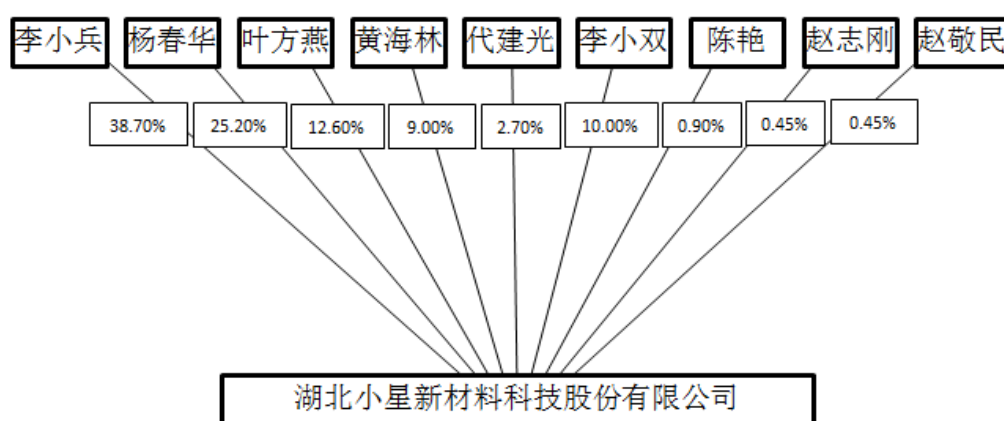 李小兵 杨春华 叶方燕 黄海林 代建光 李小双 陈艳 赵志刚 赵敬民
38.70% 25.20% 12.60% 9.00% 2.70% 10.00% 0.90% 0.45% 0.45%
湖北小星新材料科技股份有限公司